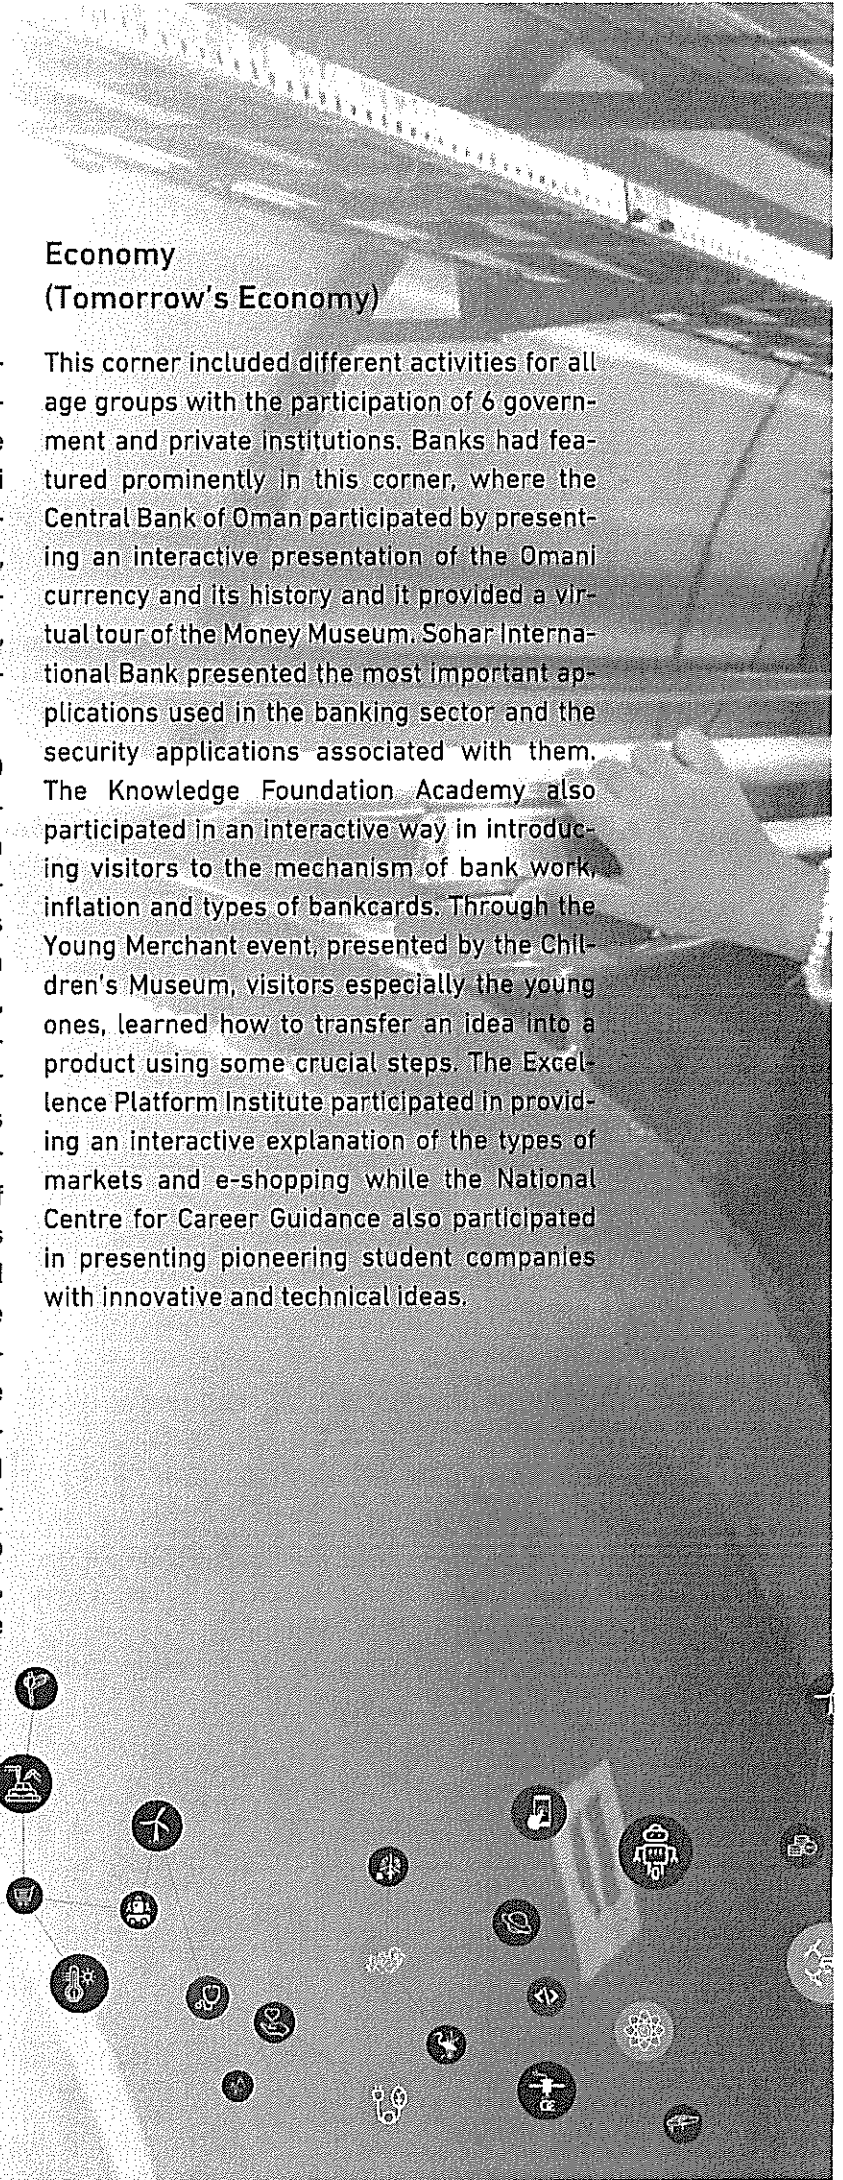 Economy
(Tomorrow's Economy)
This corner included different activities for all
age groups with the participation of 6 govern-
ment and private institutions. Banks had fea-
tured prominently in this corner, where the
Central Bank of Oman participated by present-
ing an interactive presentation of the Omani
currency and its history and it provided a vir-
tual tour of the Money Museum. Sohar Interna-
tional Bank presented the most important ap-
plications used in the banking sector and the
security applications associated with them.
The Knowledge Foundation Academy also
participated in an interactive way in introduc-
ing visitors to the mechanism of bank work,
inflation and types of bankcards. Through the
Young Merchant event, presented by the Chil-
dren's Museum, visitors especially the young
ones, learned how to transfer an idea into a
product using some crucial steps. The Excel-
lence Platform Institute participated in provid-
ing an interactive explanation of the types of
markets and e-shopping while the National
Centre for Career Guidance also participated
in presenting pioneering student companies
with innovative and technical ideas.